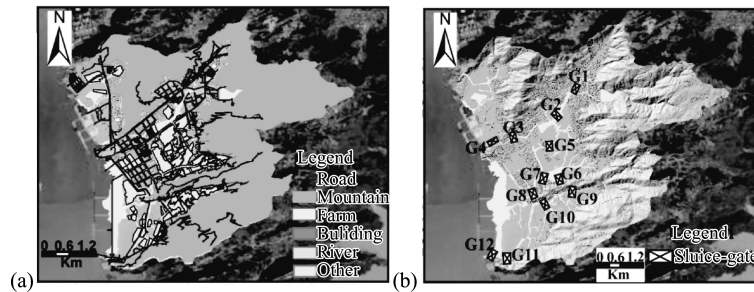 N
Legend
Road
Mountain
Farm
Buliding
River
Other
0 0.6 1.2
Km
(a)
N
G1
G2
G3
G4
G5
G7
G6
G8
G9
G10
G12
G11
Legend
Sluice-gate
0 0.6 1.2
Km
(b)